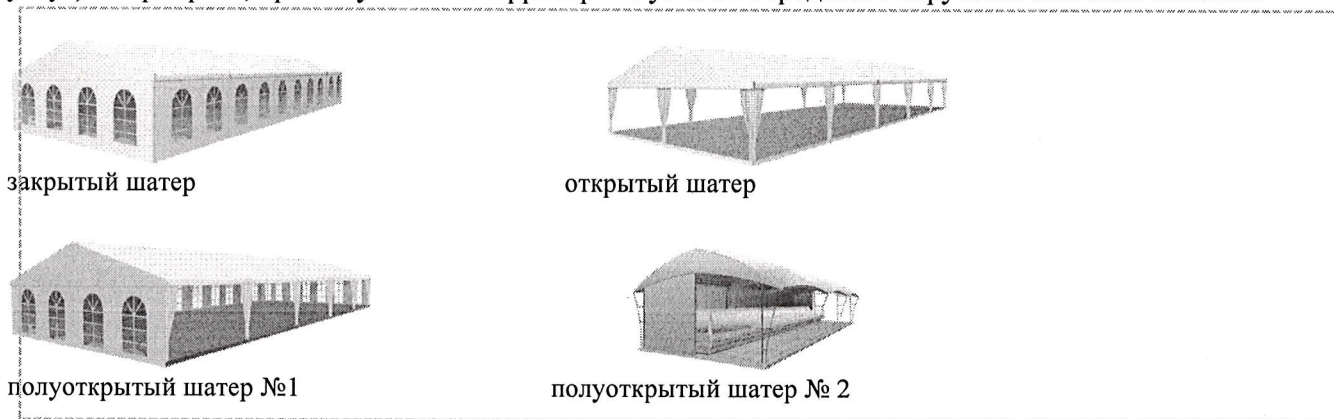 закрытый шатер
открытый шатер
полуоткрытый шатер №1
полуоткрытый шатер № 2